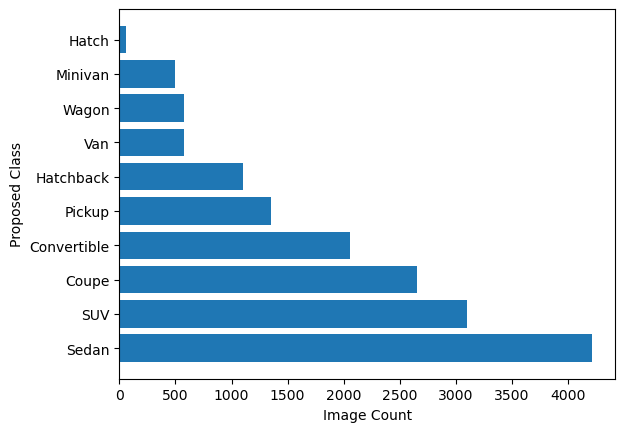 Proposed Class
Hatch
Minivan
Wagon
Van
Hatchback
Pickup
Convertible
Coupe
SUV
Sedan
0 500 1000 1500 2000 2500 3000 3500 4000
Image Count